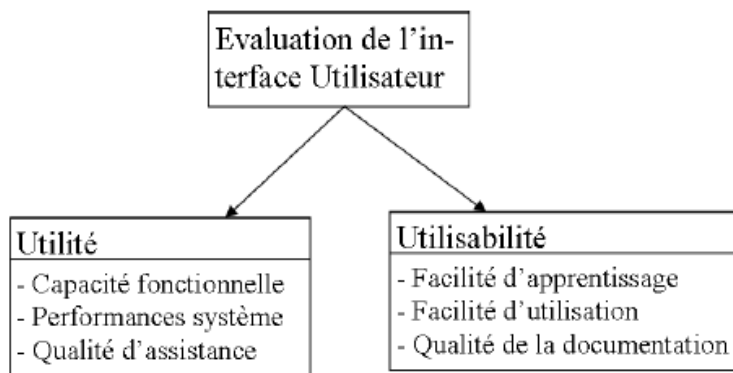 Evaluation de l'in-
terface Utilisateur
Utilité
- Capacité fonctionnelle
- Performances système
- Qualité d'assistance
Utilisabilité
- Facilité d'apprentissage
- Facilité d'utilisation
- Qualité de la documentation